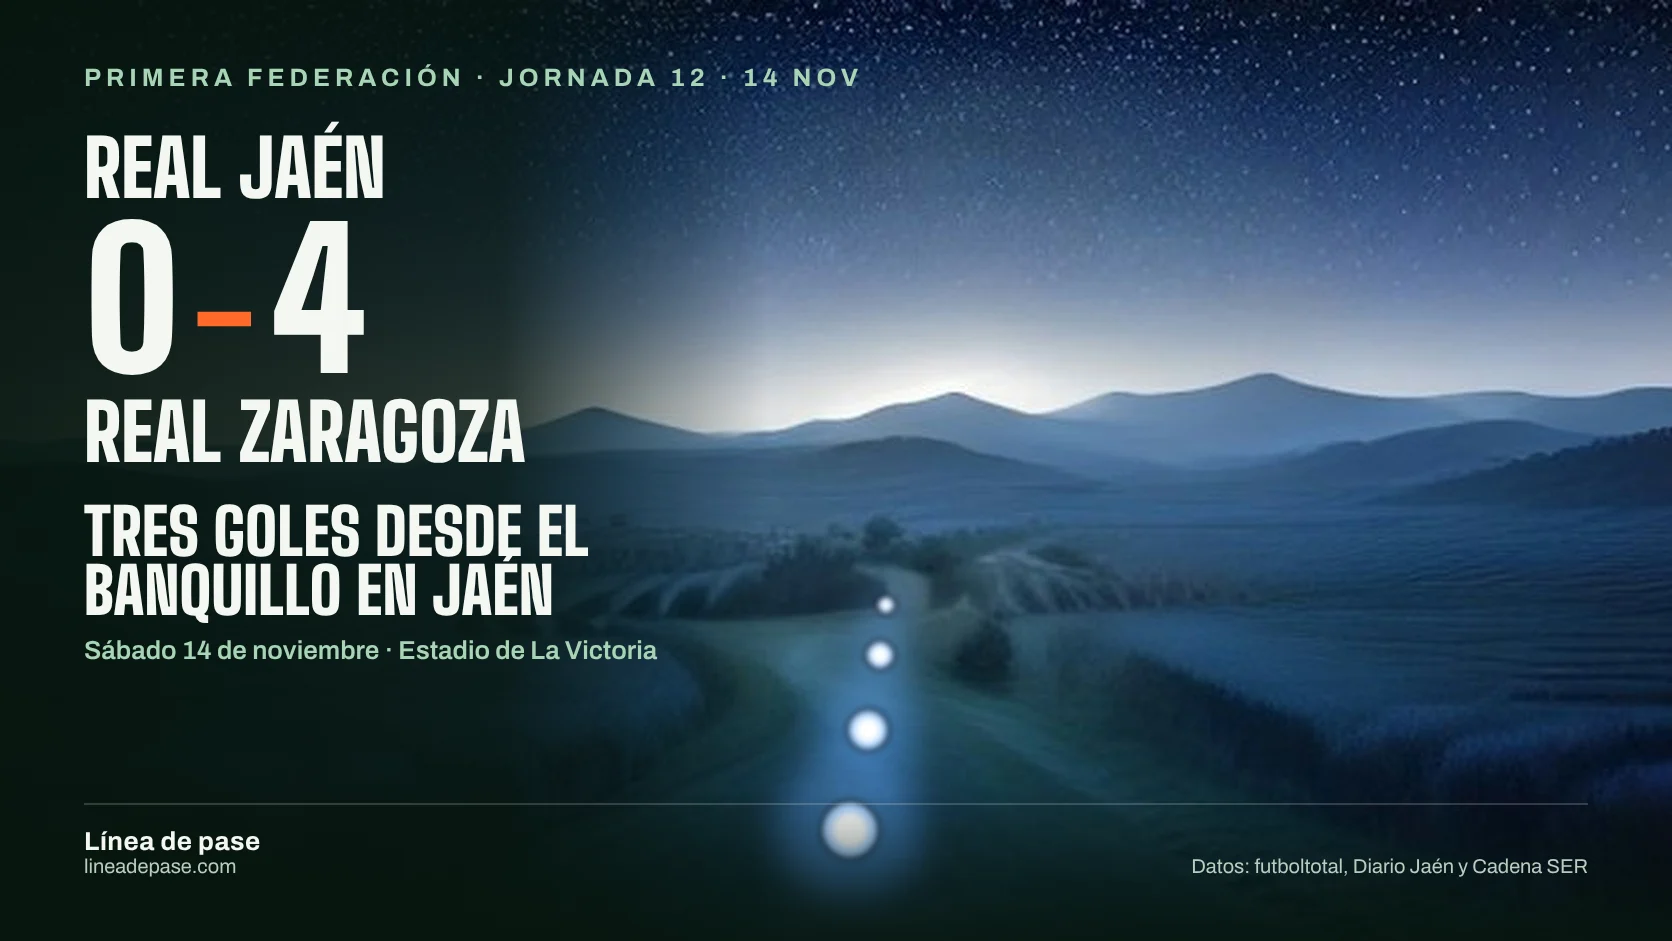 PRIMERA FEDERACIÓN · JORNADA 12 · 14 NOV
REAL JAÉN
0-4
REAL ZARAGOZA
TRES GOLES DESDE EL
BANQUILLO EN JAÉN
Sábado 14 de noviembre · Estadio de La Victoria
Línea de pase
lineadepase.com
Datos: futboltotal, Diario Jaén y Cadena SER